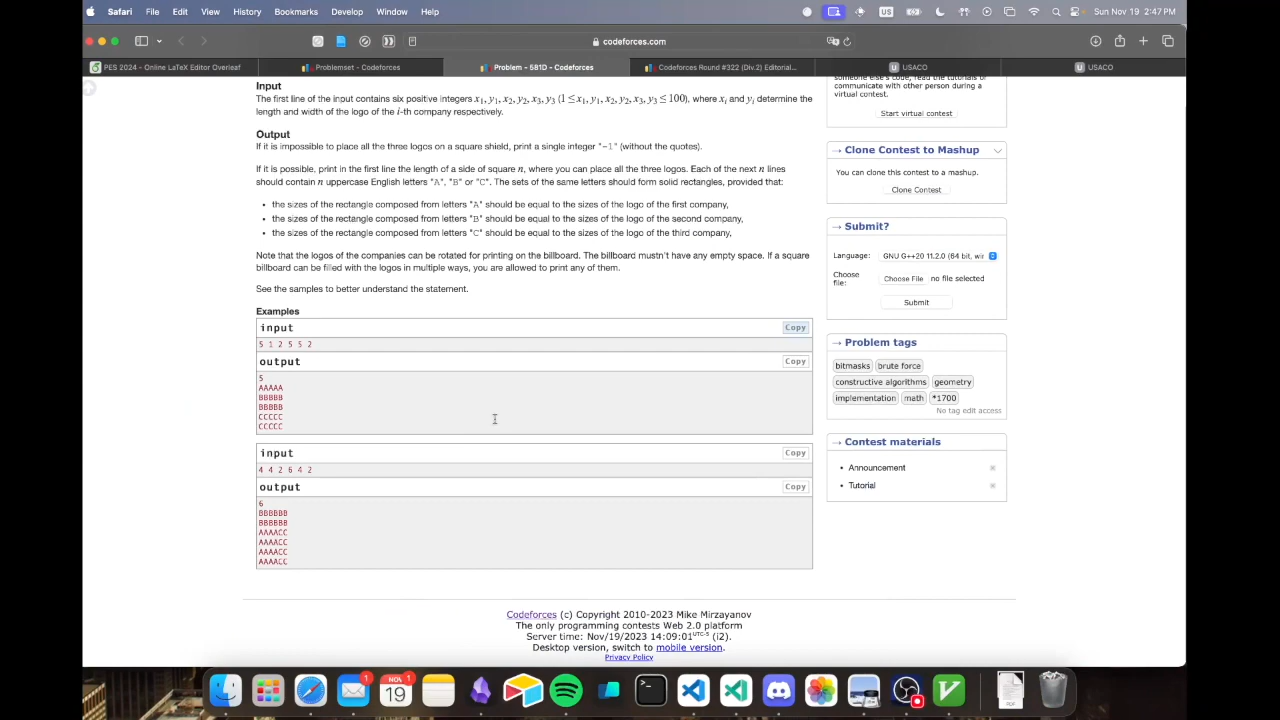 Safari File Edit View History Bookmarks Develop Window Help
US
Sun Nov 19 2:47 PM
codeforces.com
PES 2024 - Online LaTeX Editor Overleaf
Problemset - Codeforces
Problem - 581D - Codeforces
Codeforces Round #322 (Div.2) Editorial...
USACO
USACO
Input
The first line of the input contains six positive integers x1, y1, x2, y2, x3, y3 (1 ≤ x1, y1, x2, y2, x3, y3 ≤ 100), where xi and yi determine the
length and width of the logo of the i-th company respectively.
Output
If it is impossible to place all the three logos on a square shield, print a single integer "-1" (without the quotes).
If it is possible, print in the first line the length of a side of square n, where you can place all the three logos. Each of the next n lines
should contain n uppercase English letters "A", "B" or "C". The sets of the same letters should form solid rectangles, provided that:
• the sizes of the rectangle composed from letters "A" should be equal to the sizes of the logo of the first company,
• the sizes of the rectangle composed from letters "B" should be equal to the sizes of the logo of the second company,
• the sizes of the rectangle composed from letters "C" should be equal to the sizes of the logo of the third company,
Note that the logos of the companies can be rotated for printing on the billboard. The billboard mustn't have any empty space. If a square
billboard can be filled with the logos in multiple ways, you are allowed to print any of them.
See the samples to better understand the statement.
Examples
input
Copy
5 1 2 5 5 2
output
Copy
5
AAAAA
BBBBB
BBBBB
CCCCC
CCCCC
input
Copy
4 4 2 6 4 2
output
Copy
6
BBBBBB
BBBBBB
AAAACC
AAAACC
AAAACC
AAAACC
someone else's code, read the tutorials or
communicate with other person during a
virtual contest.
Start virtual contest
→ Clone Contest to Mashup
You can clone this contest to a mashup.
Clone Contest
→ Submit?
Language: GNU G++20 11.2.0 (64 bit, wir
Choose
file:
Choose File no file selected
Submit
→ Problem tags
bitmasks brute force
constructive algorithms geometry
implementation math *1700
No tag edit access
→ Contest materials
• Announcement
• Tutorial
Codeforces (c) Copyright 2010-2023 Mike Mirzayanov
The only programming contests Web 2.0 platform
Server time: Nov/19/2023 14:09:01UTC-5 (i2).
Desktop version, switch to mobile version.
Privacy Policy
1
NOV
19
1
PDF